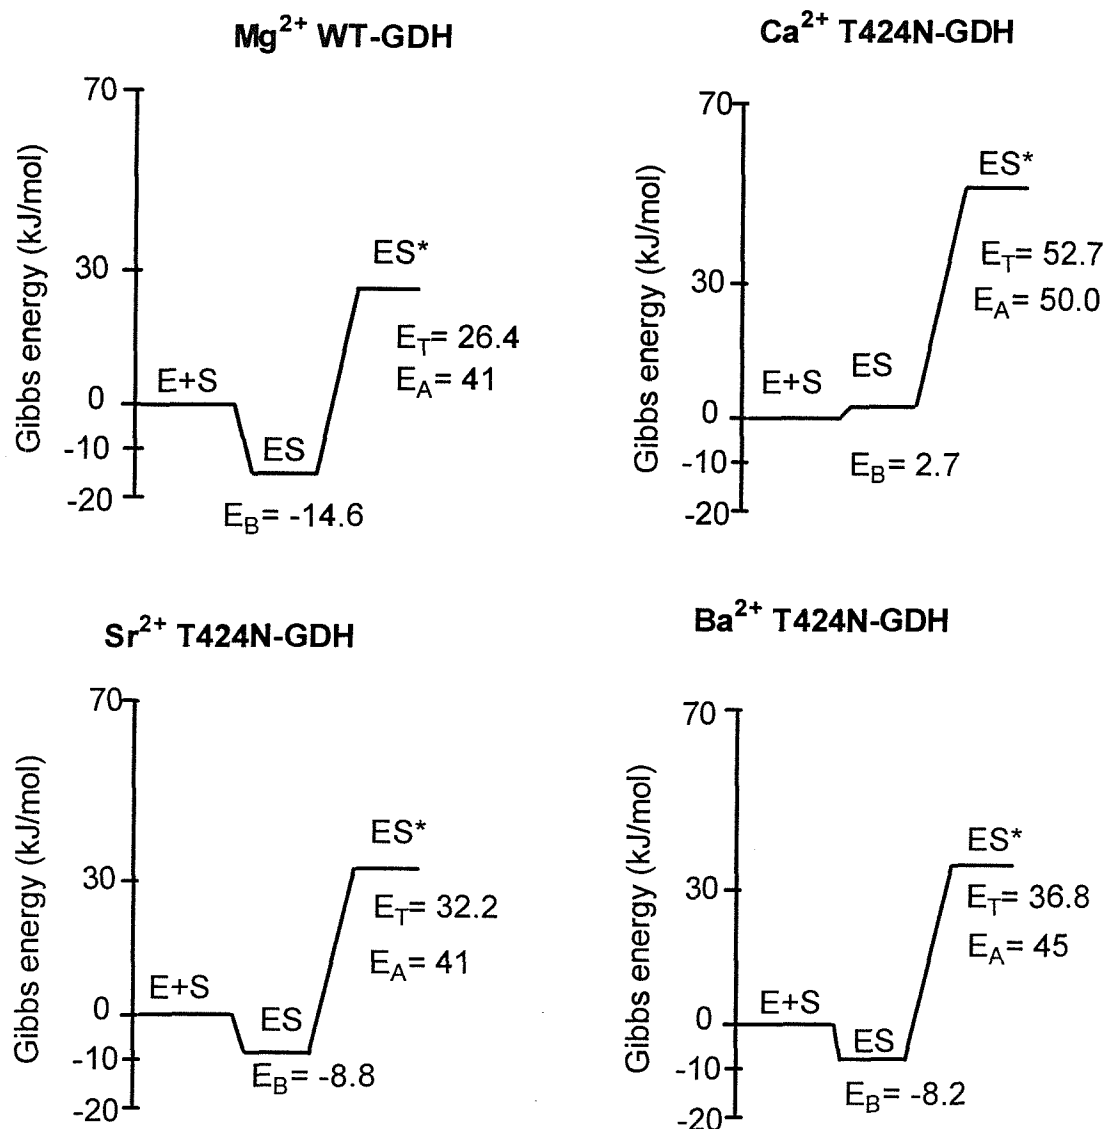 Mg2+ WT-GDH
70
30
0
-10
-20
Gibbs energy (kJ/mol)
E+S
ES
ES*
ET= 26.4
EA= 41
EB= -14.6
Ca2+ T424N-GDH
70
30
0
-10
-20
Gibbs energy (kJ/mol)
E+S
ES
ES*
ET= 52.7
EA= 50.0
EB= 2.7
Sr2+ T424N-GDH
70
30
0
-10
-20
Gibbs energy (kJ/mol)
E+S
ES
ES*
ET= 32.2
EA= 41
EB= -8.8
Ba2+ T424N-GDH
70
30
0
-10
-20
Gibbs energy (kJ/mol)
E+S
ES
ES*
ET= 36.8
EA= 45
EB= -8.2